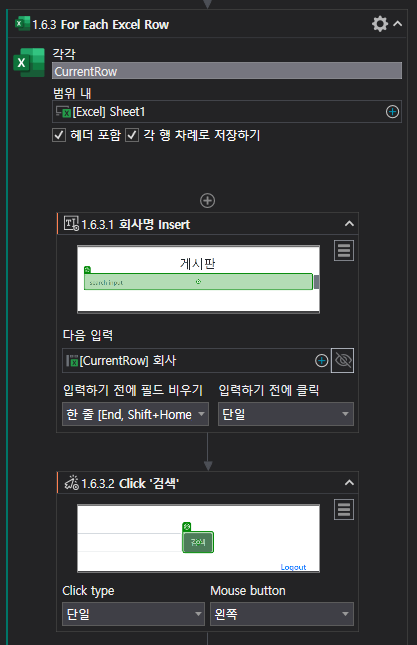 1.6.3 For Each Excel Row
각각
CurrentRow
범위 내
[Excel] Sheet1
헤더 포함 각 행 차례로 저장하기
1.6.3.1 회사명 Insert
게시판
search input
다음 입력
[CurrentRow] 회사
입력하기 전에 필드 비우기 입력하기 전에 클릭
한 줄 [End, Shift+Home 단일
1.6.3.2 Click '검색'
검색
Logout
Click type Mouse button
단일 왼쪽